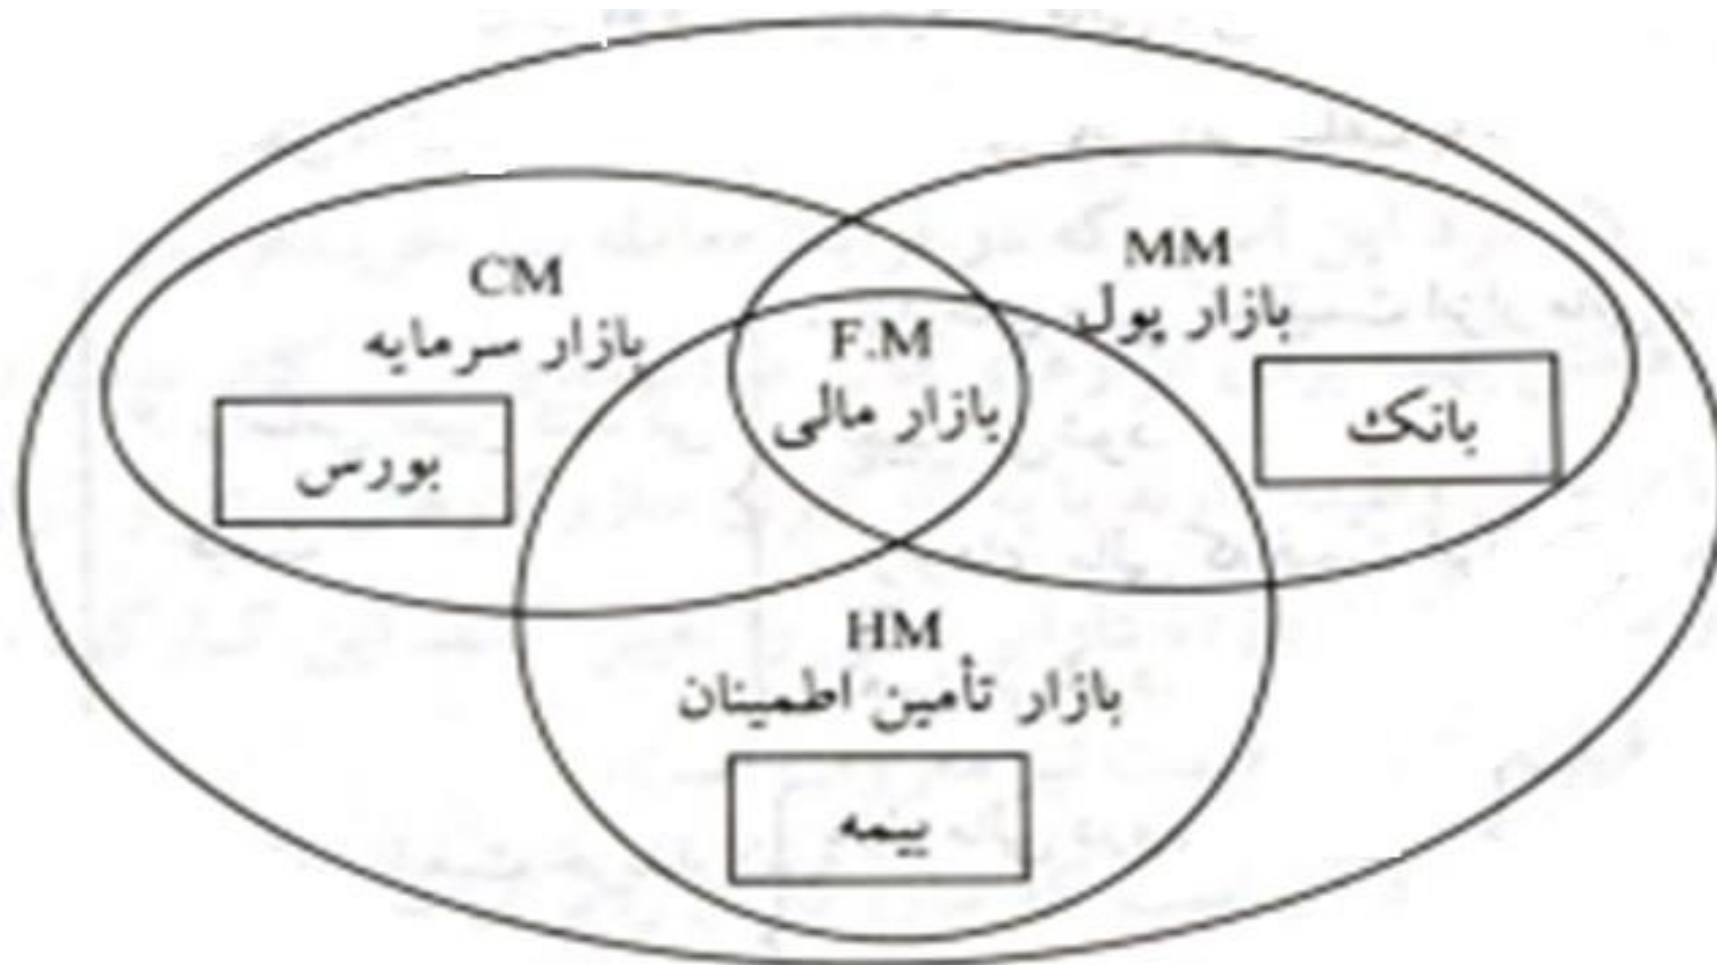 MM
بازار پول
بانک
CM
بازار سرمایه
بورس
F.M
بازار مالی
HM
بازار تأمین اطمینان
بیمه